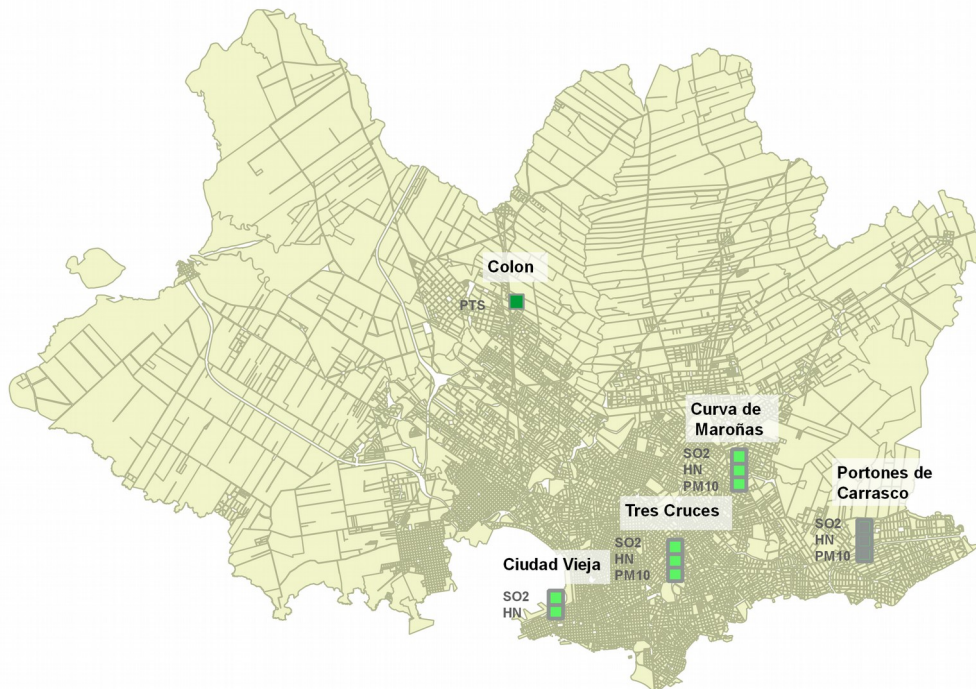 Colon
PTS
Curva de
Maroñas
SO2
HN
PM10
Portones de
Carrasco
SO2
HN
PM10
Tres Cruces
SO2
HN
PM10
Ciudad Vieja
SO2
HN